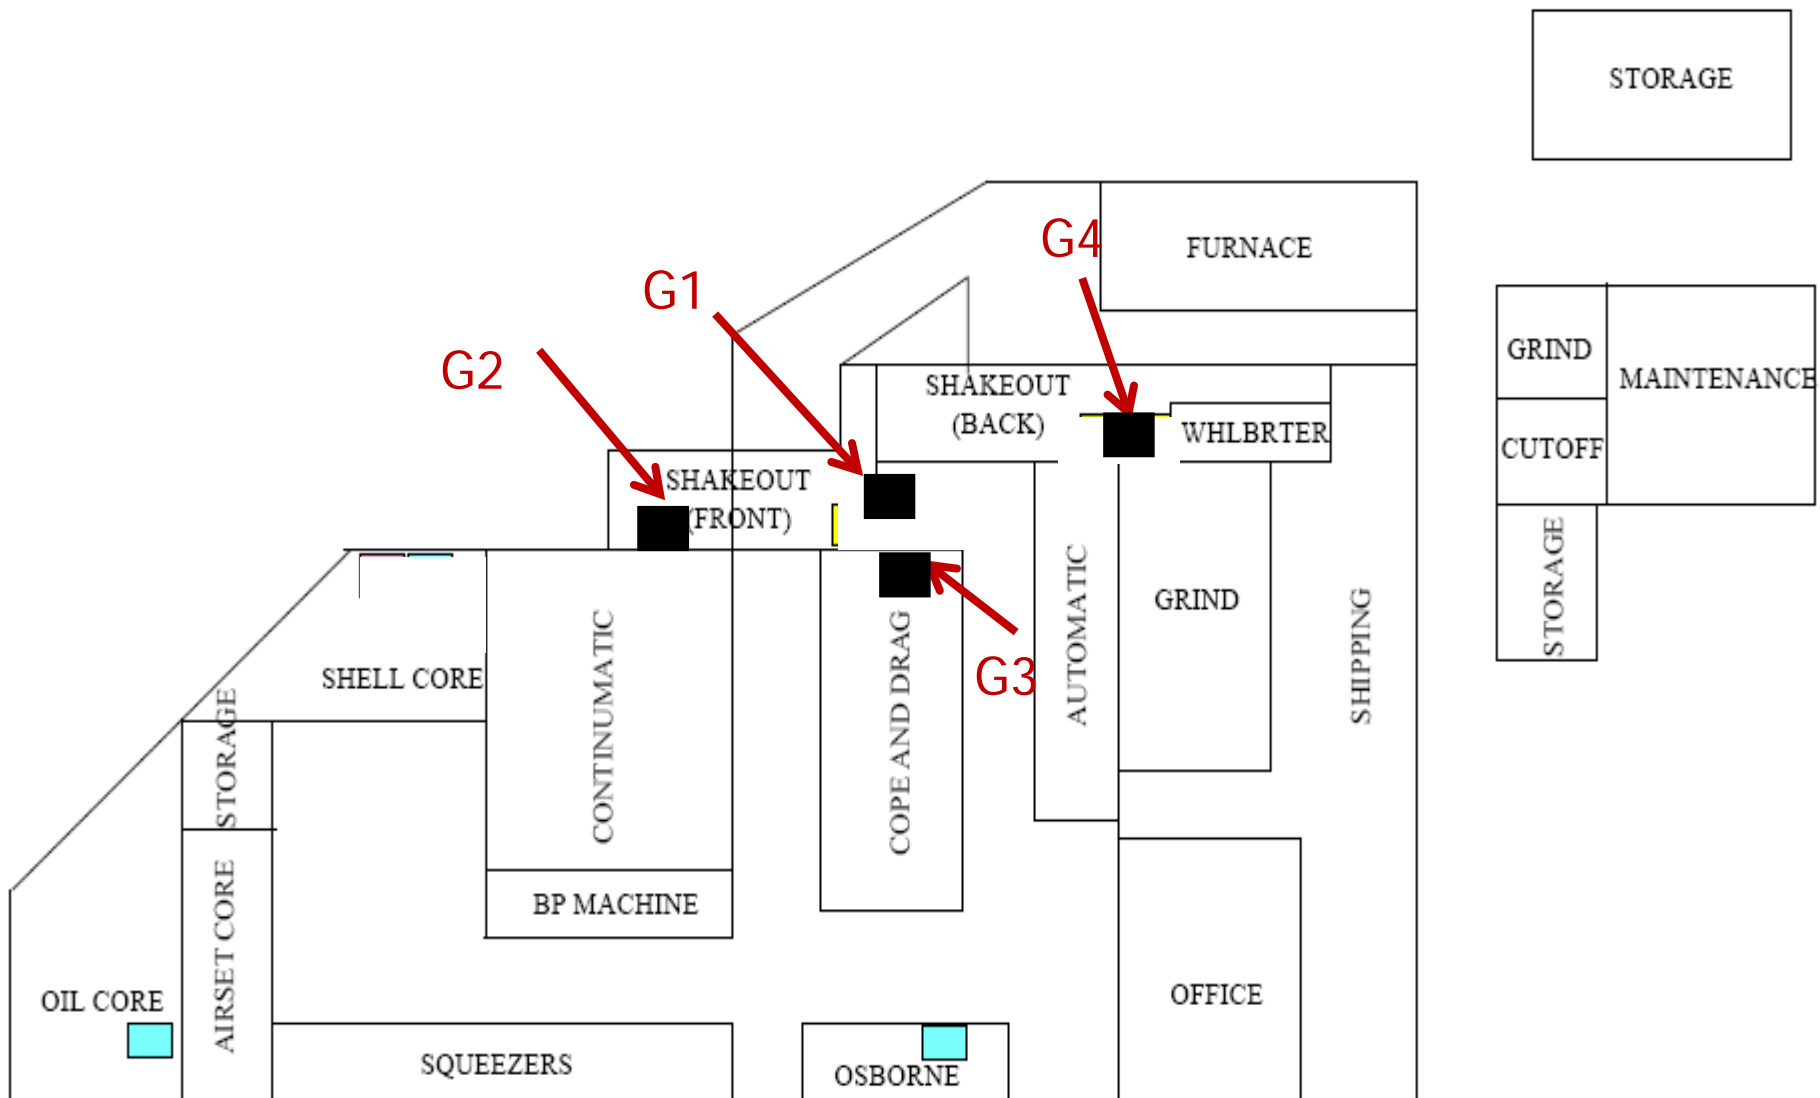 STORAGE
G4
FURNACE
G1
G2
GRIND
MAINTENANCE
SHAKEOUT
(BACK)
WHLBRTER
CUTOFF
SHAKEOUT
(FRONT)
STORAGE
AUTOMATIC
GRIND
SHIPPING
G3
SHELL CORE
CONTINUMATIC
COPE AND DRAG
STORAGE
BP MACHINE
AIRSET CORE
OIL CORE
OFFICE
SQUEEZERS
OSBORNE